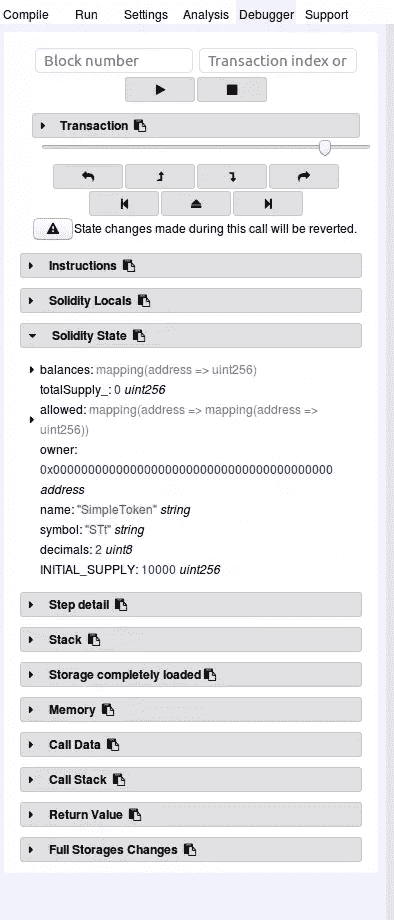 Compile Run Settings Analysis Debugger Support
Block number Transaction index or
Transaction
State changes made during this call will be reverted.
Instructions
Solidity Locals
Solidity State
balances: mapping(address => uint256)
totalSupply_: 0 uint256
allowed: mapping(address => mapping(address =>
uint256))
owner:
0x0000000000000000000000000000000000000000
address
name: "SimpleToken" string
symbol: "STt" string
decimals: 2 uint8
INITIAL_SUPPLY: 10000 uint256
Step detail
Stack
Storage completely loaded
Memory
Call Data
Call Stack
Return Value
Full Storages Changes